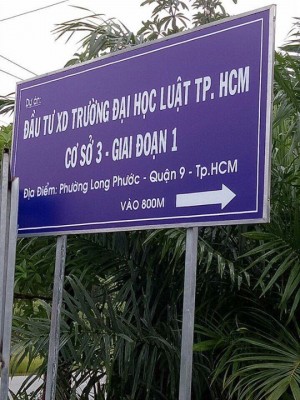 Dự án:
ĐẦU TƯ XD TRƯỜNG ĐẠI HỌC LUẬT TP. HCM
CƠ SỞ 3 - GIAI ĐOẠN 1
Địa Điểm: Phường Long Phước - Quận 9 - Tp.HCM
VÀO 800M